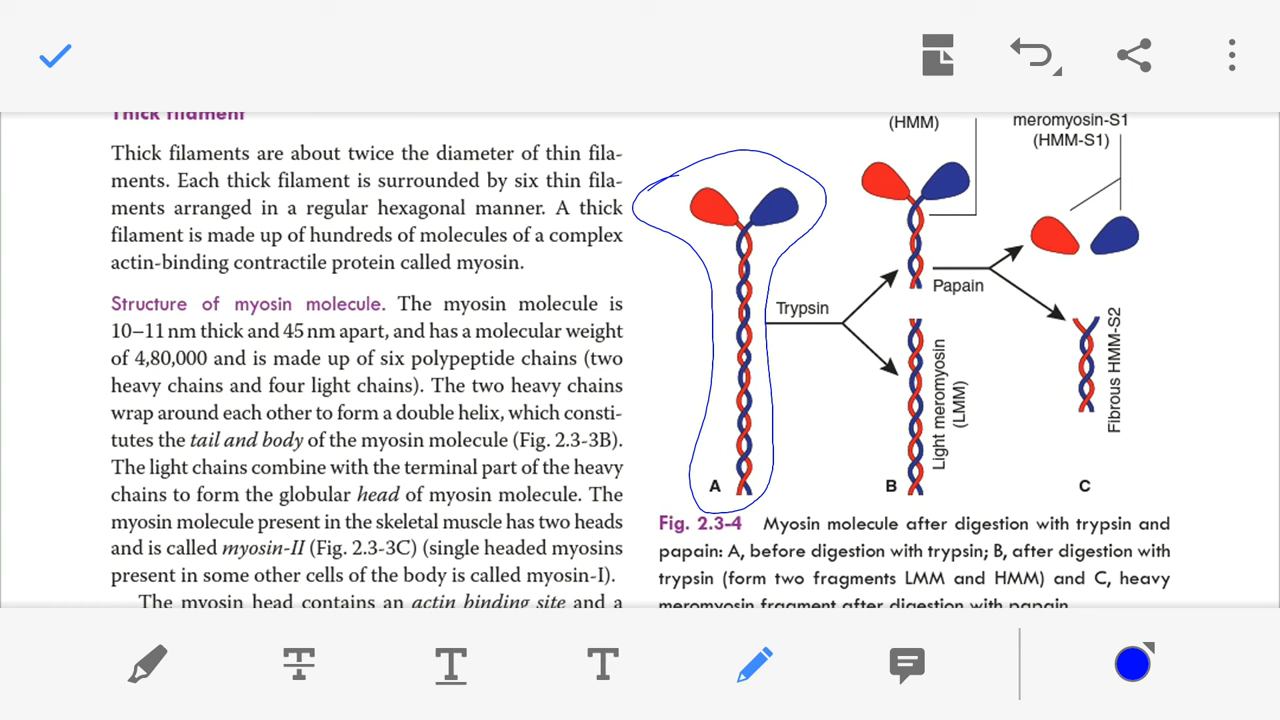 Thick filament
Thick filaments are about twice the diameter of thin fila-
ments. Each thick filament is surrounded by six thin fila-
ments arranged in a regular hexagonal manner. A thick
filament is made up of hundreds of molecules of a complex
actin-binding contractile protein called myosin.
Structure of myosin molecule. The myosin molecule is
10–11 nm thick and 45 nm apart, and has a molecular weight
of 4,80,000 and is made up of six polypeptide chains (two
heavy chains and four light chains). The two heavy chains
wrap around each other to form a double helix, which consti-
tutes the tail and body of the myosin molecule (Fig. 2.3-3B).
The light chains combine with the terminal part of the heavy
chains to form the globular head of myosin molecule. The
myosin molecule present in the skeletal muscle has two heads
and is called myosin-II (Fig. 2.3-3C) (single headed myosins
present in some other cells of the body is called myosin-I).
The myosin head contains an actin binding site and a
(HMM)
meromyosin-S1
(HMM-S1)
Trypsin
Papain
Light meromyosin
(LMM)
Fibrous HMM-S2
A
B
C
Fig. 2.3-4 Myosin molecule after digestion with trypsin and
papain: A, before digestion with trypsin; B, after digestion with
trypsin (form two fragments LMM and HMM) and C, heavy
meromyosin fragment after digestion with papain
T
T
T